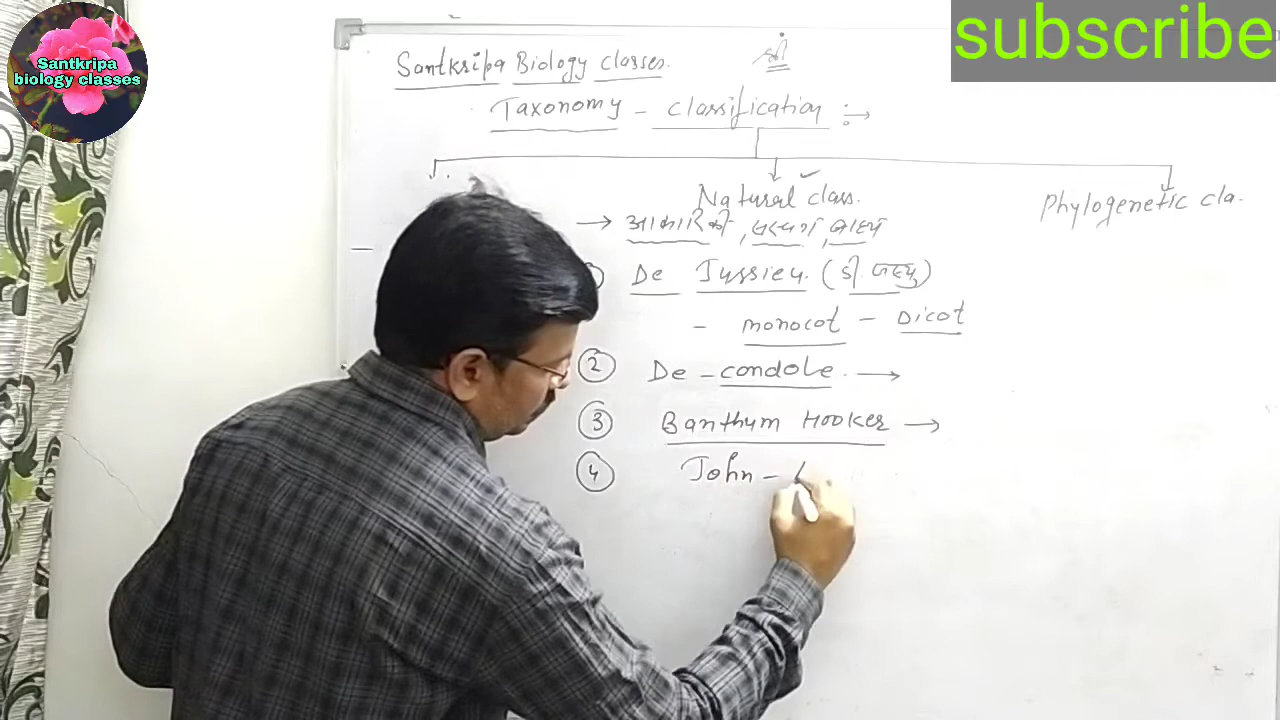 subscribe
Santkripa
biology classes
Santkripa Biology classes.
श्री
Taxonomy - classification :→
Natural class. ✓
Phylogenetic cla.
→ आकारिकी, बाह्य
De Jussieu. (डी. जस्यु)
- monocot - Dicot
2 De - condole. →
3 Banthum Hooker →
4 John -